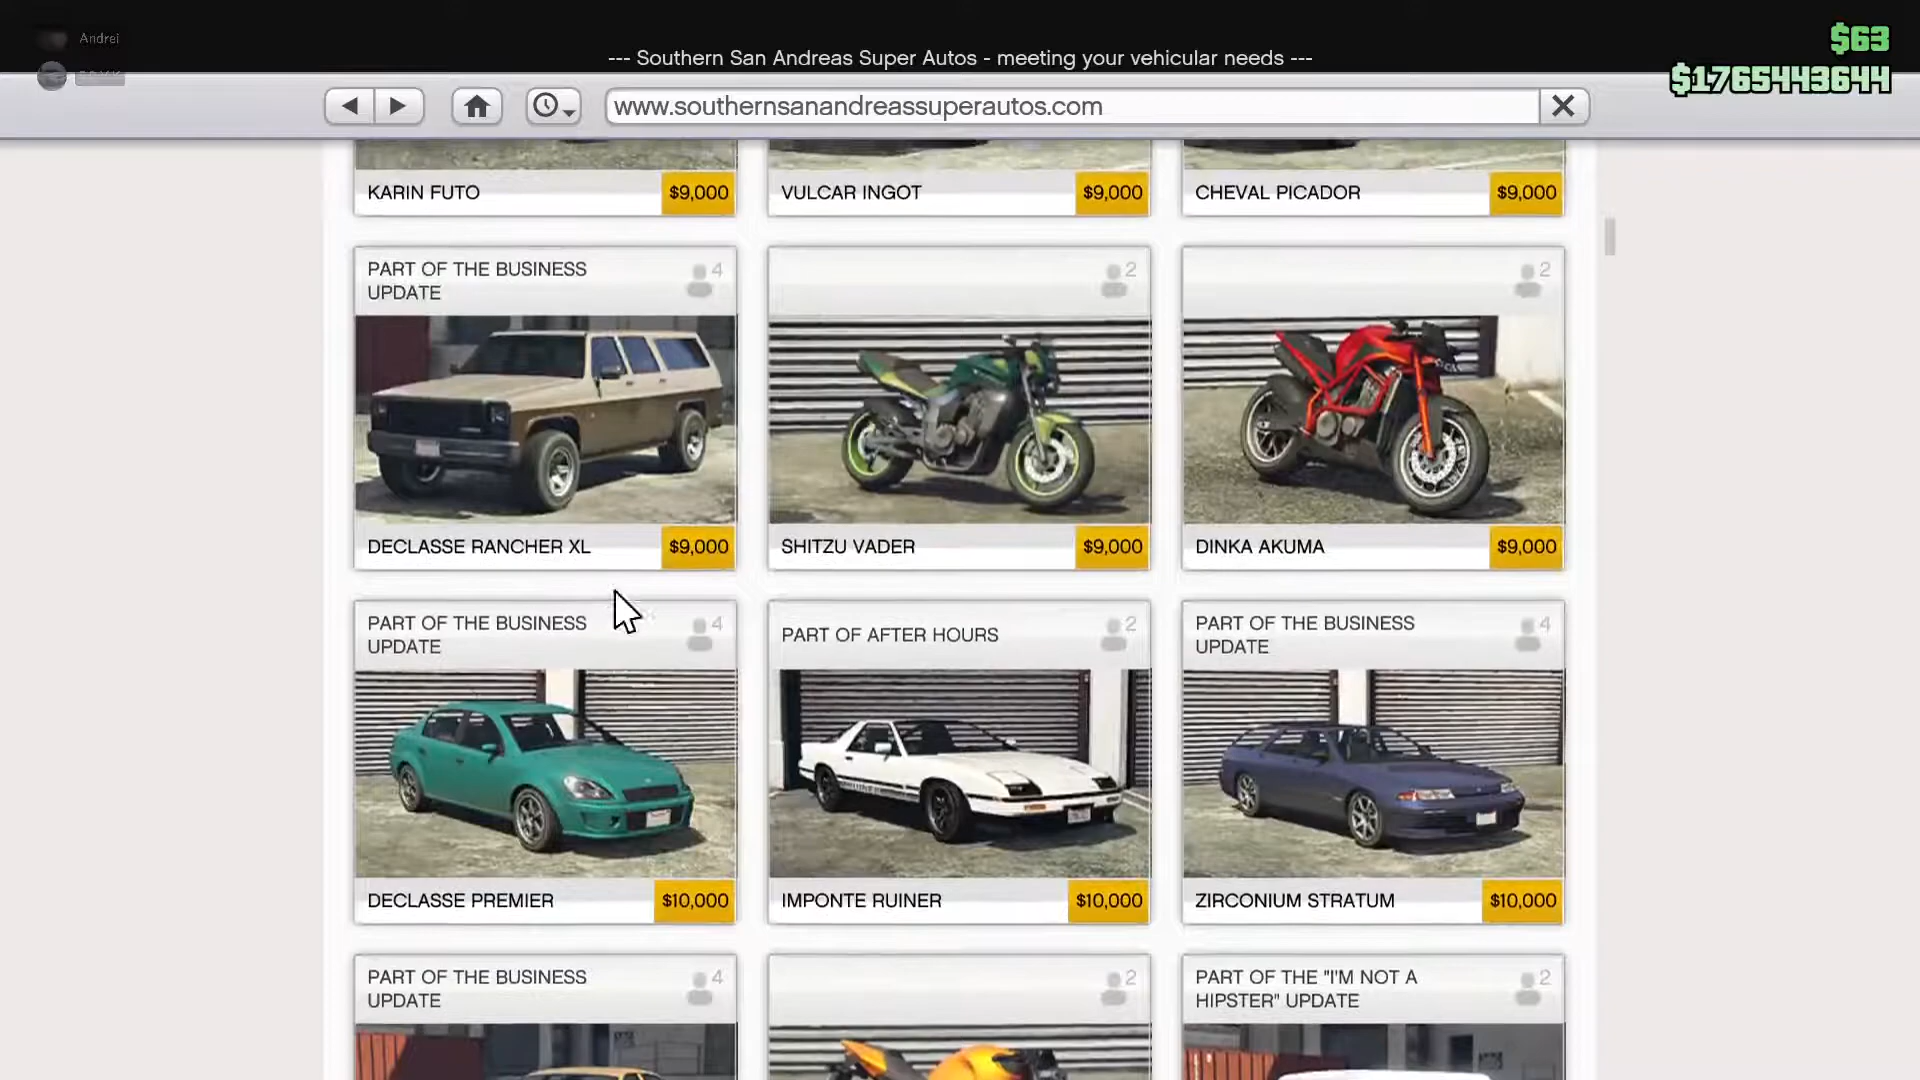 Andrei
--- Southern San Andreas Super Autos - meeting your vehicular needs ---
$63
$1765443644
www.southernsanandreassuperautos.com
KARIN FUTO $9,000
VULCAR INGOT $9,000
CHEVAL PICADOR $9,000
PART OF THE BUSINESS
UPDATE
4
2
2
DECLASSE RANCHER XL $9,000
SHITZU VADER $9,000
DINKA AKUMA $9,000
PART OF THE BUSINESS
UPDATE
4
PART OF AFTER HOURS
2
PART OF THE BUSINESS
UPDATE
4
DECLASSE PREMIER $10,000
IMPONTE RUINER $10,000
ZIRCONIUM STRATUM $10,000
PART OF THE BUSINESS
UPDATE
4
2
PART OF THE "I'M NOT A
HIPSTER" UPDATE
2